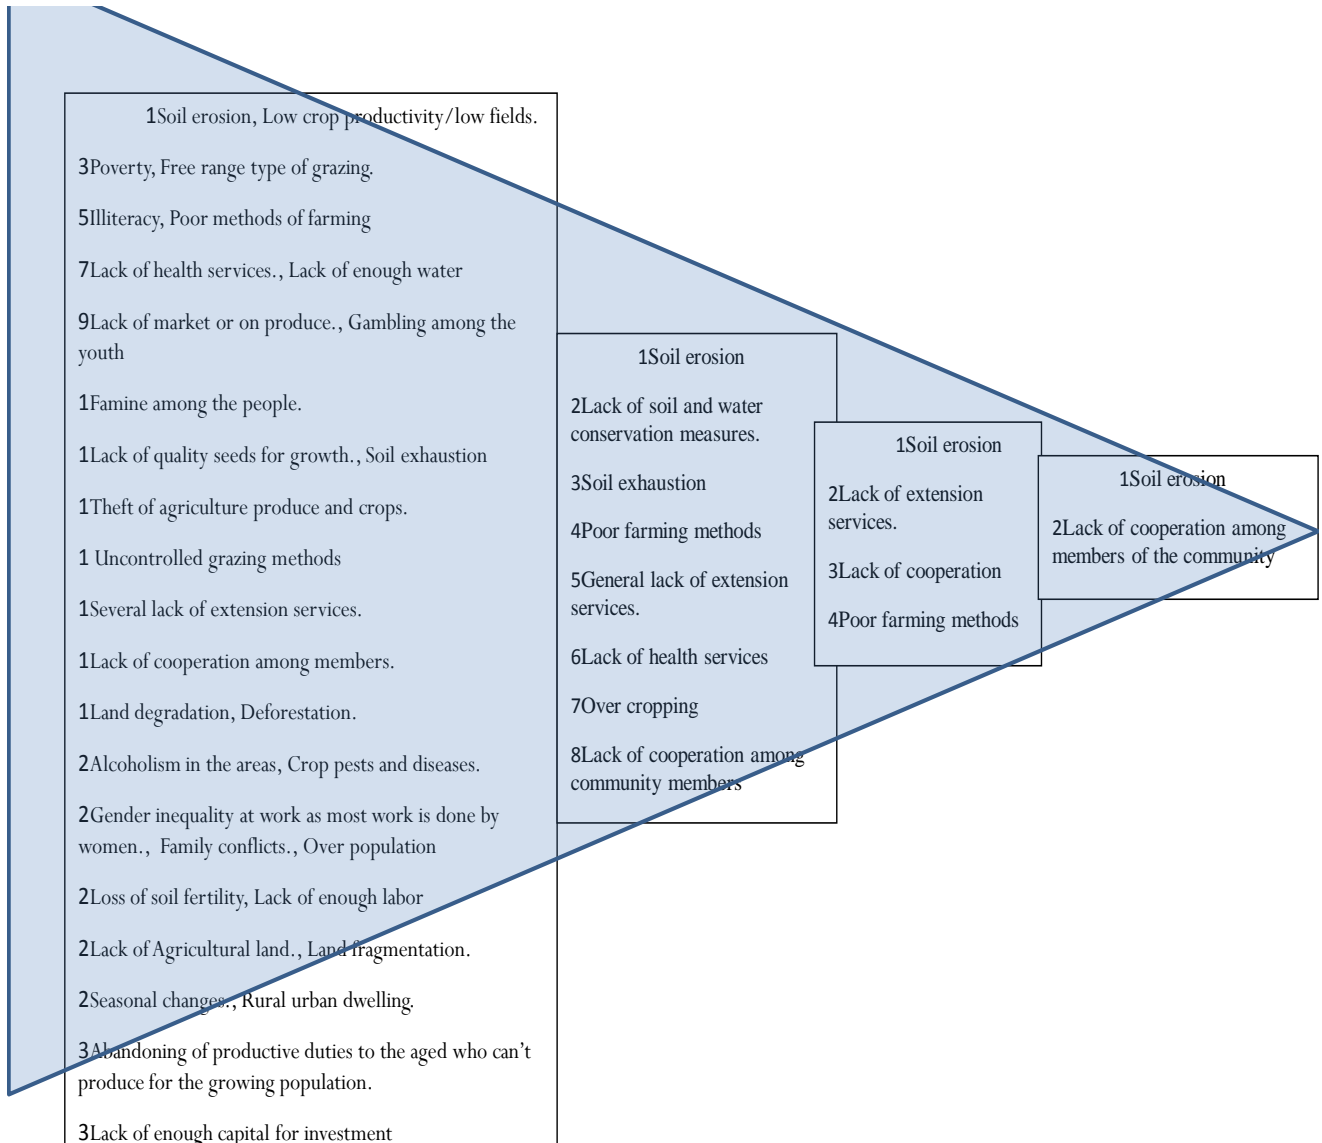 1Soil erosion, Low crop productivity/low fields.
3Poverty, Free range type of grazing.
5Illiteracy, Poor methods of farming
7Lack of health services., Lack of enough water
9Lack of market or on produce., Gambling among the
youth
1Famine among the people.
1Lack of quality seeds for growth., Soil exhaustion
1Theft of agriculture produce and crops.
1 Uncontrolled grazing methods
1Several lack of extension services.
1Lack of cooperation among members.
1Land degradation, Deforestation.
2Alcoholism in the areas, Crop pests and diseases.
2Gender inequality at work as most work is done by
women., Family conflicts., Over population
2Loss of soil fertility, Lack of enough labor
2Lack of Agricultural land., Land fragmentation.
2Seasonal changes., Rural urban dwelling.
3Abandoning of productive duties to the aged who can't
produce for the growing population.
3Lack of enough capital for investment
1Soil erosion
2Lack of soil and water
conservation measures.
3Soil exhaustion
4Poor farming methods
5General lack of extension
services.
6Lack of health services
7Over cropping
8Lack of cooperation among
community members
1Soil erosion
2Lack of extension
services.
3Lack of cooperation
4Poor farming methods
1Soil erosion
2Lack of cooperation among
members of the community